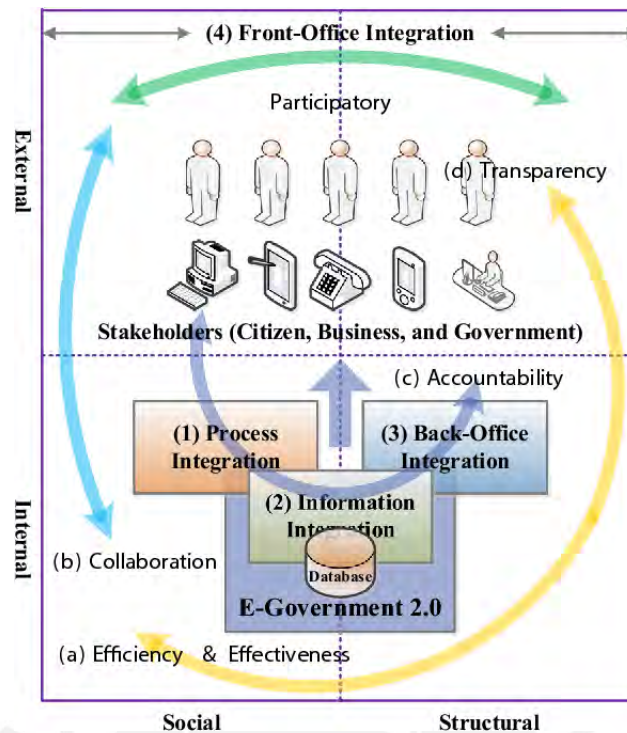 (4) Front-Office Integration
Participatory
External
(d) Transparency
Stakeholders (Citizen, Business, and Government)
(c) Accountability
(1) Process
Integration
(3) Back-Office
Integration
(2) Information
Integration
Internal
(b) Collaboration
Database
E-Government 2.0
(a) Efficiency & Effectiveness
Social
Structural